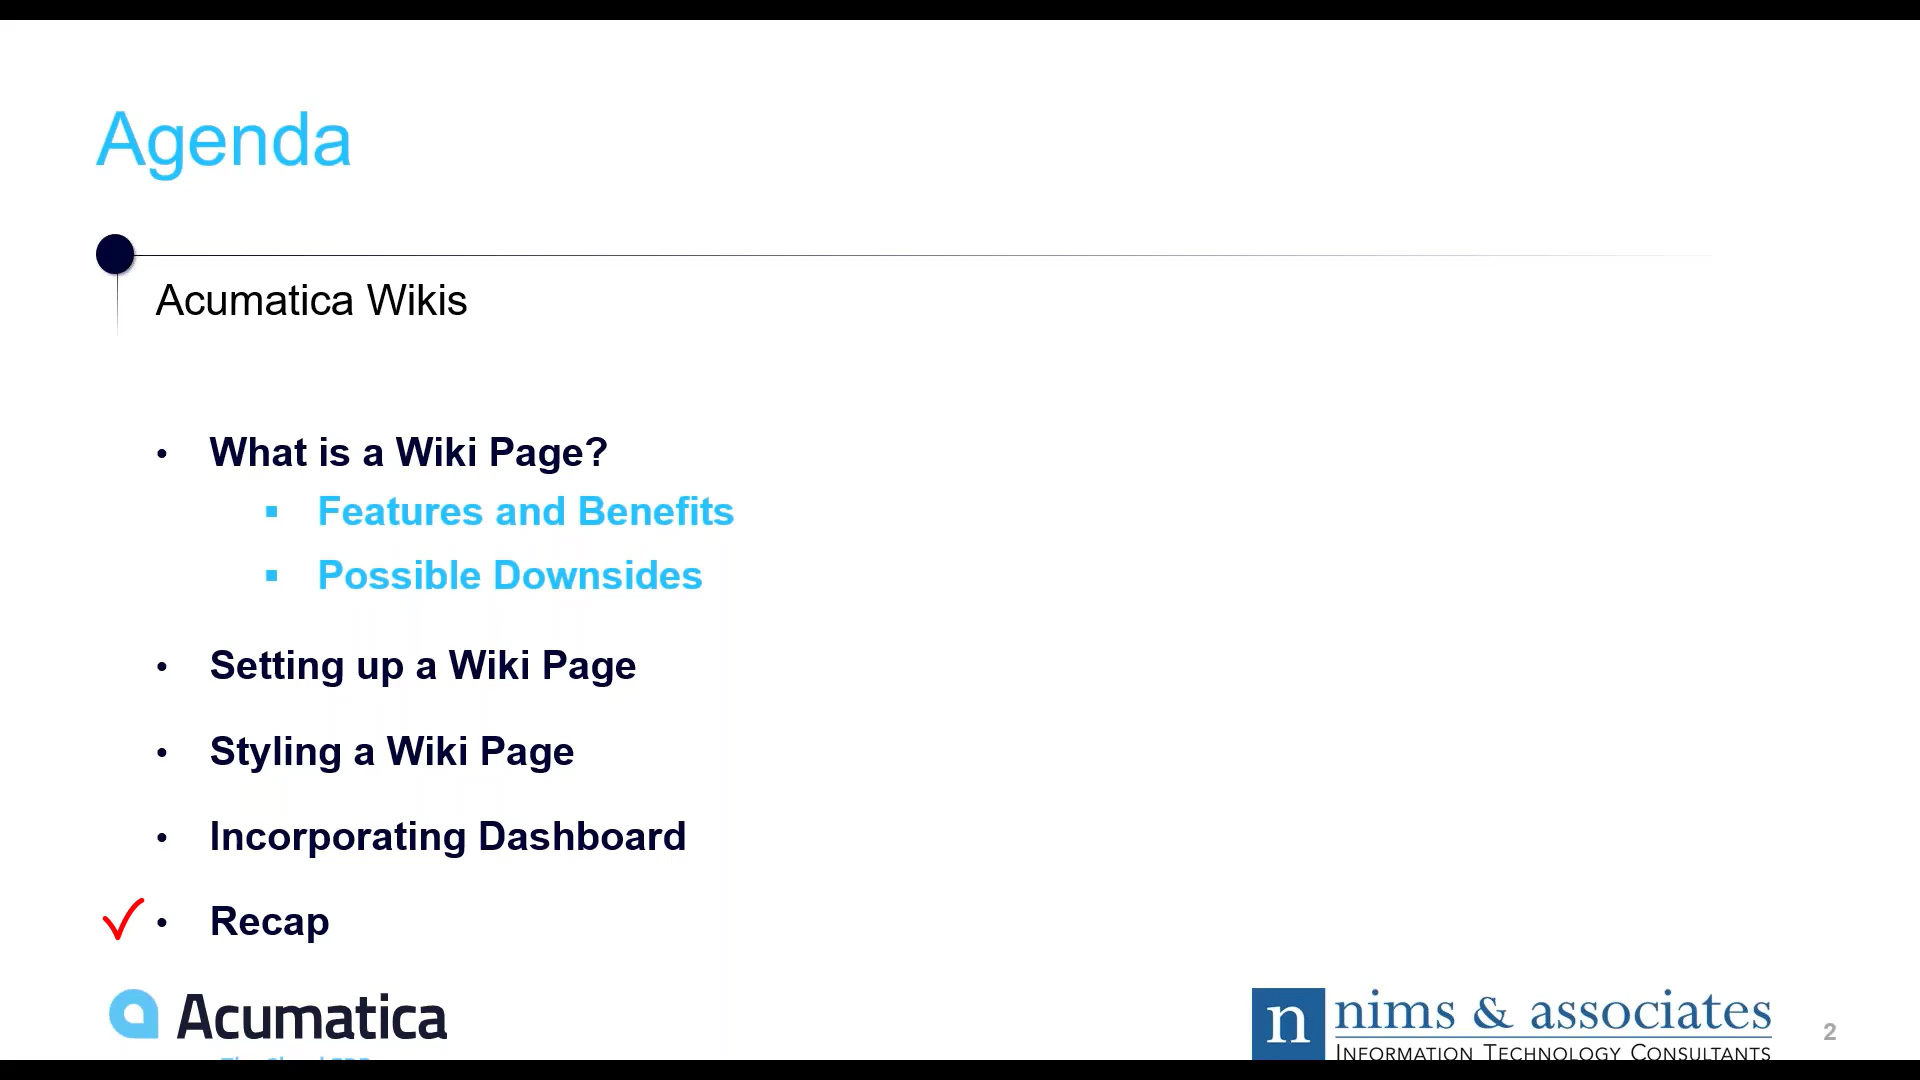 Agenda
Acumatica Wikis
• What is a Wiki Page?
▪ Features and Benefits
▪ Possible Downsides
• Setting up a Wiki Page
• Styling a Wiki Page
• Incorporating Dashboard
✓ • Recap
Acumatica
n nims & associates
INFORMATION TECHNOLOGY CONSULTANTS
2